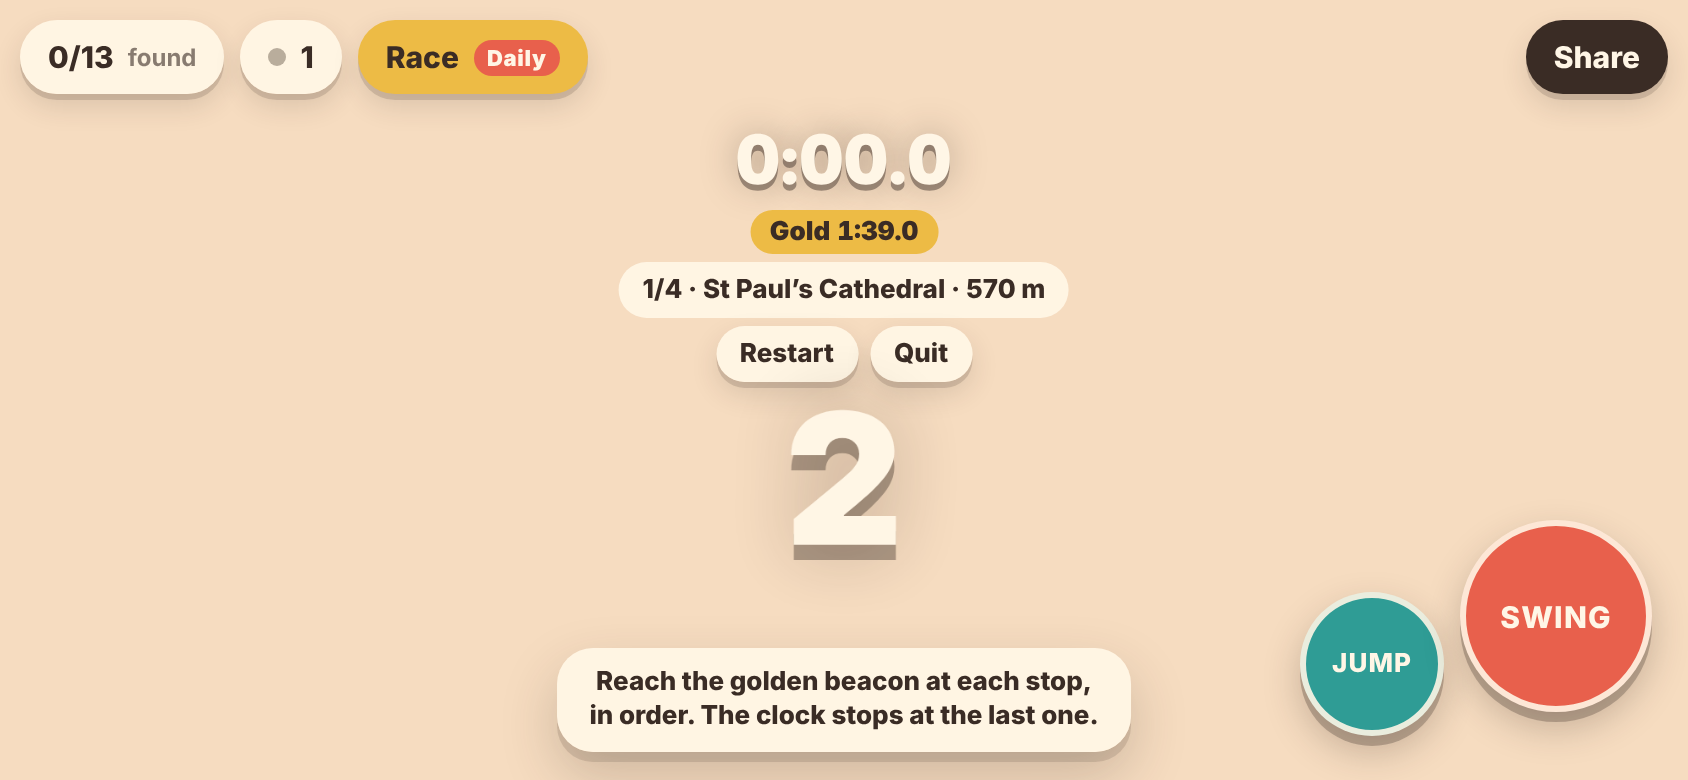 0/13 found
1
Race Daily
Share
0:00.0
Gold 1:39.0
1/4 · St Paul’s Cathedral · 570 m
Restart Quit
2
SWING
JUMP
Reach the golden beacon at each stop,
in order. The clock stops at the last one.